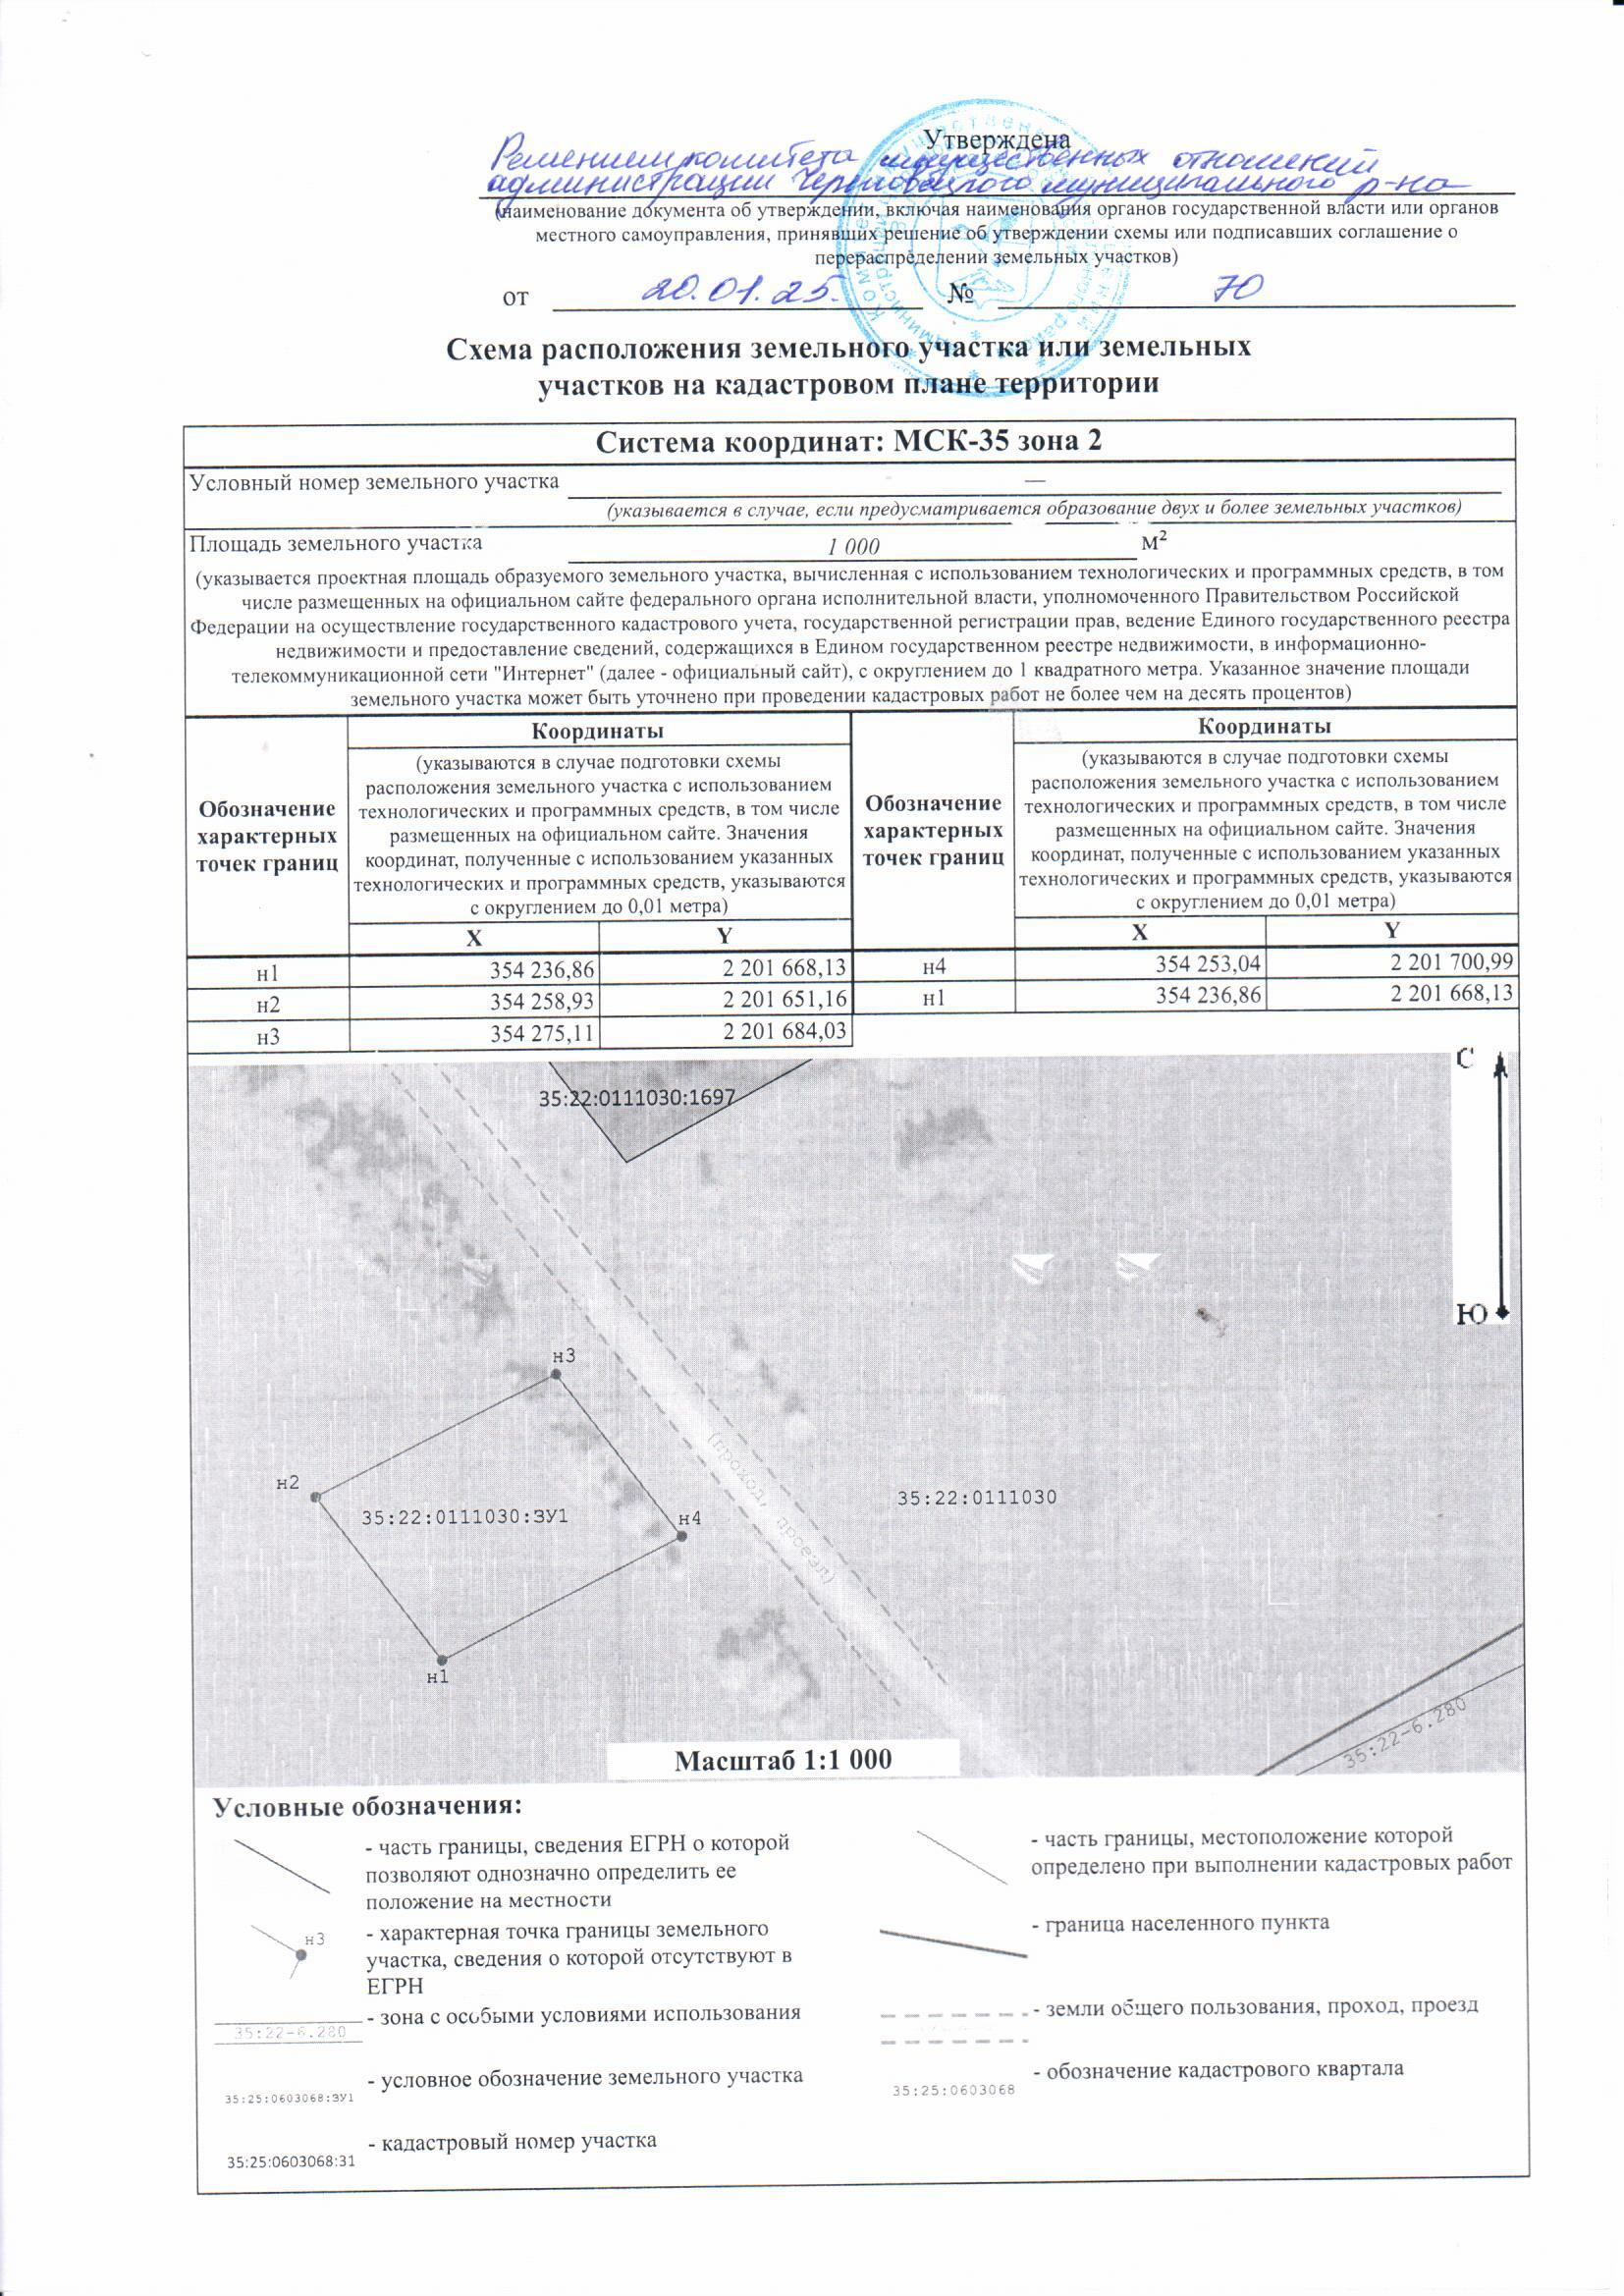 Утверждена
Решением комитета имущественных отношений
администрации Череповецкого муниципального р-на
(наименование документа об утверждении, включая наименования органов государственной власти или органов
местного самоуправления, принявших решение об утверждении схемы или подписавших соглашение о
перераспределении земельных участков)
от 20.01.25. № 70
Схема расположения земельного участка или земельных
участков на кадастровом плане территории
Система координат: МСК-35 зона 2
Условный номер земельного участка —
(указывается в случае, если предусматривается образование двух и более земельных участков)
Площадь земельного участка 1 000 м²
(указывается проектная площадь образуемого земельного участка, вычисленная с использованием технологических и программных средств, в том
числе размещенных на официальном сайте федерального органа исполнительной власти, уполномоченного Правительством Российской
Федерации на осуществление государственного кадастрового учета, государственной регистрации прав, ведение Единого государственного реестра
недвижимости и предоставление сведений, содержащихся в Едином государственном реестре недвижимости, в информационно-
телекоммуникационной сети "Интернет" (далее - официальный сайт), с округлением до 1 квадратного метра. Указанное значение площади
земельного участка может быть уточнено при проведении кадастровых работ не более чем на десять процентов)
Обозначение
характерных
точек границ
Координаты
(указываются в случае подготовки схемы
расположения земельного участка с использованием
технологических и программных средств, в том числе
размещенных на официальном сайте. Значения
координат, полученные с использованием указанных
технологических и программных средств, указываются
с округлением до 0,01 метра)
X Y
Обозначение
характерных
точек границ
Координаты
(указываются в случае подготовки схемы
расположения земельного участка с использованием
технологических и программных средств, в том числе
размещенных на официальном сайте. Значения
координат, полученные с использованием указанных
технологических и программных средств, указываются
с округлением до 0,01 метра)
X Y
н1 354 236,86 2 201 668,13 н4 354 253,04 2 201 700,99
н2 354 258,93 2 201 651,16 н1 354 236,86 2 201 668,13
н3 354 275,11 2 201 684,03
С
35:22:0111030:1697
Ю
н3
н2
35:22:0111030:ЗУ1
н4
н1
(проход, проезд)
35:22:0111030
35:22-6.280
Масштаб 1:1 000
Условные обозначения:
- часть границы, сведения ЕГРН о которой
позволяют однозначно определить ее
положение на местности
- часть границы, местоположение которой
определено при выполнении кадастровых работ
н3
- характерная точка границы земельного
участка, сведения о которой отсутствуют в
ЕГРН
- граница населенного пункта
35:22-6.280
- зона с особыми условиями использования
- земли общего пользования, проход, проезд
35:25:0603068:ЗУ1
- условное обозначение земельного участка
35:25:0603068
- обозначение кадастрового квартала
35:25:0603068:31
- кадастровый номер участка